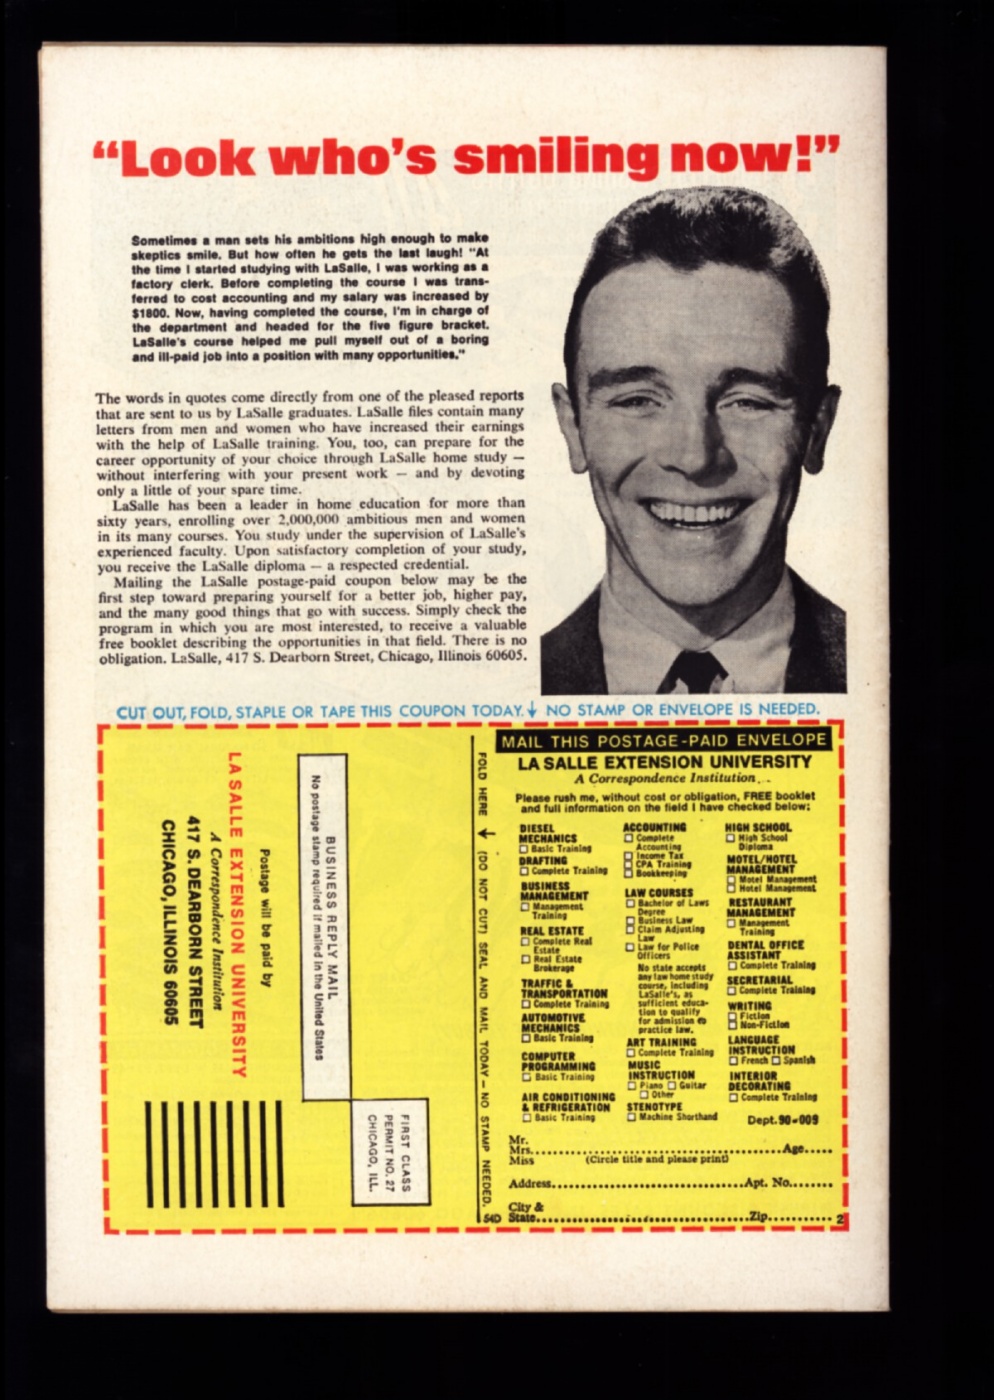 “Look who's smiling now!”
Sometimes a man sets his ambitions high enough to make
skeptics smile. But how often he gets the last laugh! "At
the time I started studying with LaSalle, I was working as a
factory clerk. Before completing the course I was trans-
ferred to cost accounting and my salary was increased by
$1800. Now, having completed the course, I'm in charge of
the department and headed for the five figure bracket.
LaSalle's course helped me pull myself out of a boring
and ill-paid job into a position with many opportunities."
The words in quotes come directly from one of the pleased reports
that are sent to us by LaSalle graduates. LaSalle files contain many
letters from men and women who have increased their earnings
with the help of LaSalle training. You, too, can prepare for the
career opportunity of your choice through LaSalle home study —
without interfering with your present work — and by devoting
only a little of your spare time.
LaSalle has been a leader in home education for more than
sixty years, enrolling over 2,000,000 ambitious men and women
in its many courses. You study under the supervision of LaSalle's
experienced faculty. Upon satisfactory completion of your study,
you receive the LaSalle diploma — a respected credential.
Mailing the LaSalle postage-paid coupon below may be the
first step toward preparing yourself for a better job, higher pay,
and the many good things that go with success. Simply check the
program in which you are most interested, to receive a valuable
free booklet describing the opportunities in that field. There is no
obligation. LaSalle, 417 S. Dearborn Street, Chicago, Illinois 60605.
CUT OUT, FOLD, STAPLE OR TAPE THIS COUPON TODAY. ↓ NO STAMP OR ENVELOPE IS NEEDED.
FIRST CLASS
PERMIT NO. 27
CHICAGO, ILL.
BUSINESS REPLY MAIL
No postage stamp required if mailed in the United States
Postage will be paid by
LA SALLE EXTENSION UNIVERSITY
A Correspondence Institution
417 S. DEARBORN STREET
CHICAGO, ILLINOIS 60605
FOLD HERE → (DO NOT CUT) SEAL AND MAIL TODAY — NO STAMP NEEDED.
540
MAIL THIS POSTAGE-PAID ENVELOPE
LA SALLE EXTENSION UNIVERSITY
A Correspondence Institution
Please rush me, without cost or obligation, FREE booklet
and full information on the field I have checked below:
DIESEL
MECHANICS
☐ Basic Training
DRAFTING
☐ Complete Training
BUSINESS
MANAGEMENT
☐ Management
Training
REAL ESTATE
☐ Complete Real
Estate
☐ Real Estate
Brokerage
TRAFFIC &
TRANSPORTATION
☐ Complete Training
AUTOMOTIVE
MECHANICS
☐ Basic Training
COMPUTER
PROGRAMMING
☐ Basic Training
AIR CONDITIONING
& REFRIGERATION
☐ Basic Training
ACCOUNTING
☐ Complete
Accounting
☐ Income Tax
☐ CPA Training
☐ Bookkeeping
LAW COURSES
☐ Bachelor of Laws
Degree
☐ Business Law
☐ Claim Adjusting
Law
☐ Law for Police
Officers
No state accepts
any law home study
course, including
LaSalle's, as
sufficient educa-
tion to qualify
for admission to
practice law.
ART TRAINING
☐ Complete Training
MUSIC
INSTRUCTION
☐ Piano ☐ Guitar
☐ Other
STENOTYPE
☐ Machine Shorthand
HIGH SCHOOL
☐ High School
Diploma
MOTEL/HOTEL
MANAGEMENT
☐ Motel Management
☐ Hotel Management
RESTAURANT
MANAGEMENT
☐ Management
Training
DENTAL OFFICE
ASSISTANT
☐ Complete Training
SECRETARIAL
☐ Complete Training
WRITING
☐ Fiction
☐ Non-Fiction
LANGUAGE
INSTRUCTION
☐ French ☐ Spanish
INTERIOR
DECORATING
☐ Complete Training
Dept. 90-009
Mr.
Mrs. Age
Miss (Circle title and please print)
Address Apt. No.
City &
State Zip 2